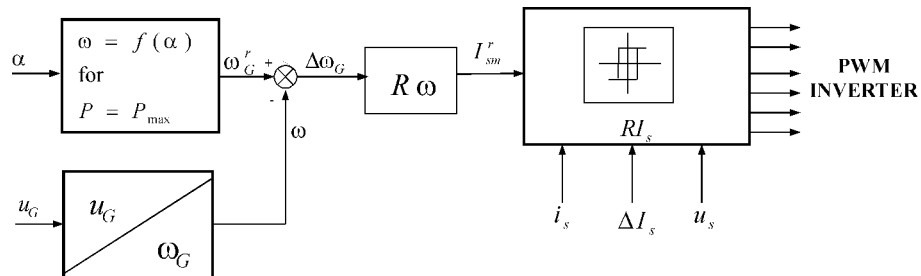 α
ω = f(α)
for
P = P_max
ω_G^r
+
-
Δω_G
ω
R ω
I_sm^r
RI_s
PWM
INVERTER
u_G
u_G
ω_G
i_s
ΔI_s
u_s